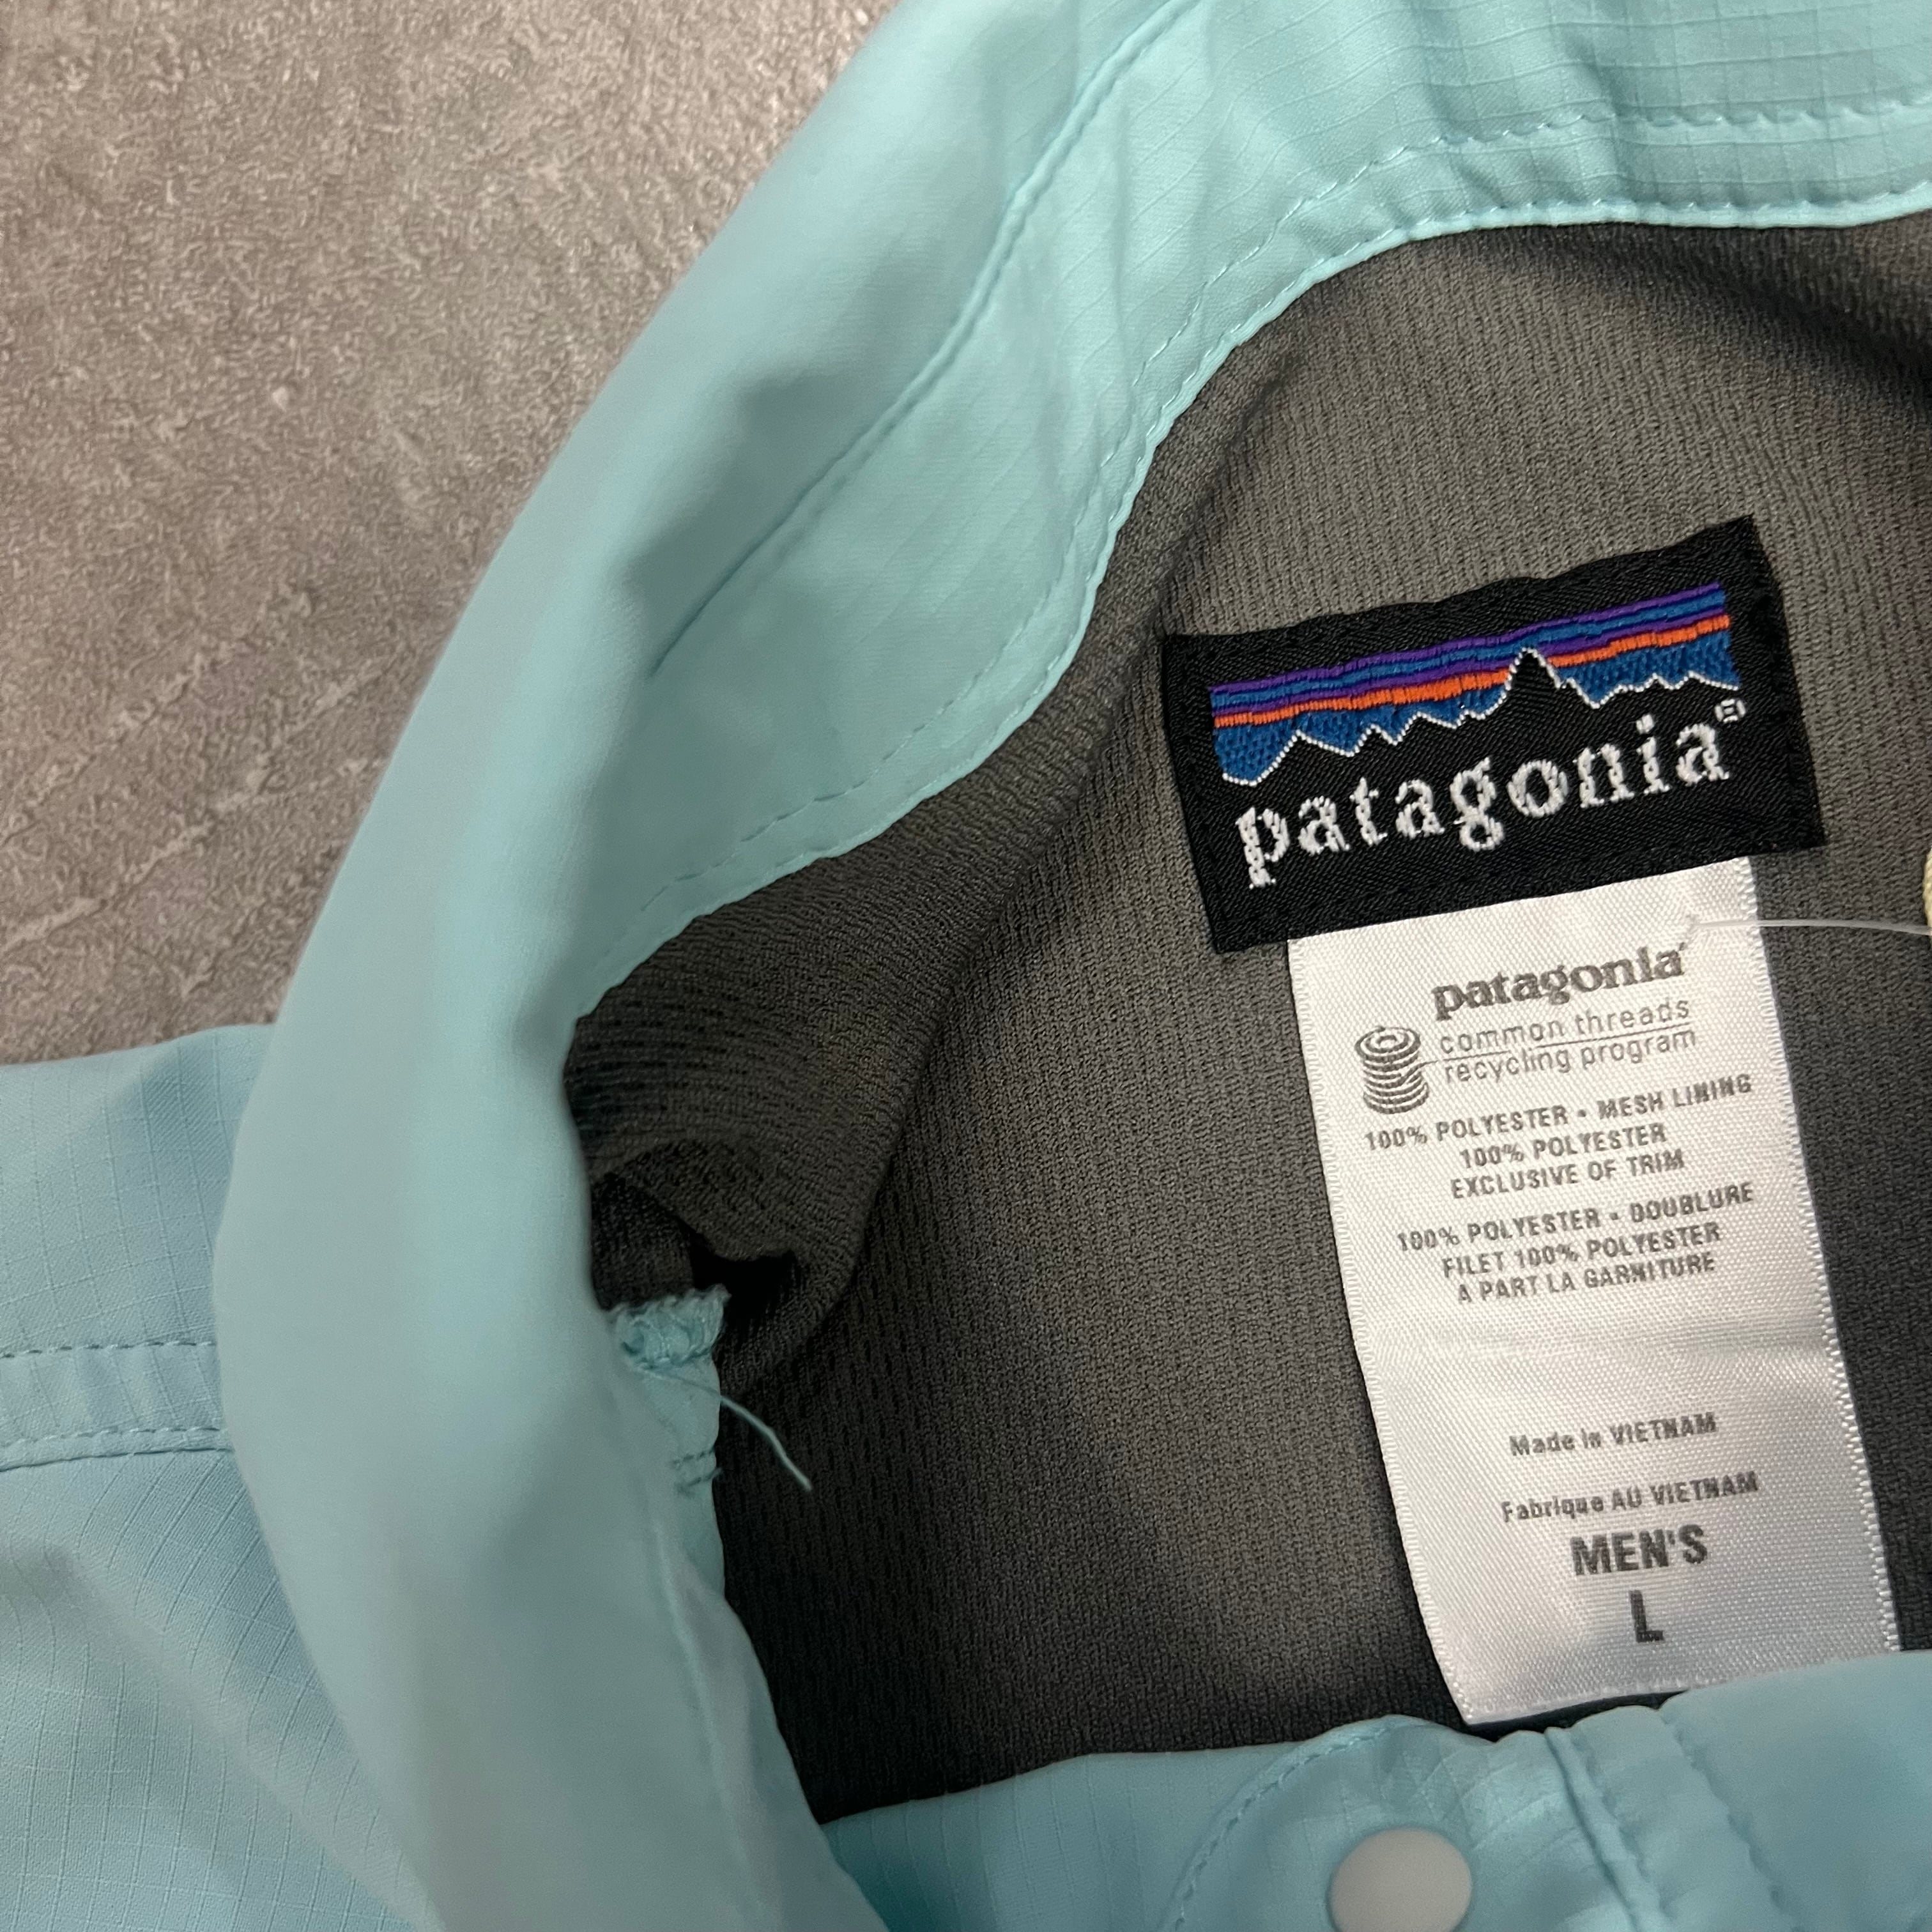 patagonia®
patagonia®
common threads
recycling program
100% POLYESTER • MESH LINING
100% POLYESTER
EXCLUSIVE OF TRIM
100% POLYESTER • DOUBLURE
FILET 100% POLYESTER
A PART LA GARNITURE
Made in VIETNAM
Fabrique AU VIETNAM
MEN'S
L